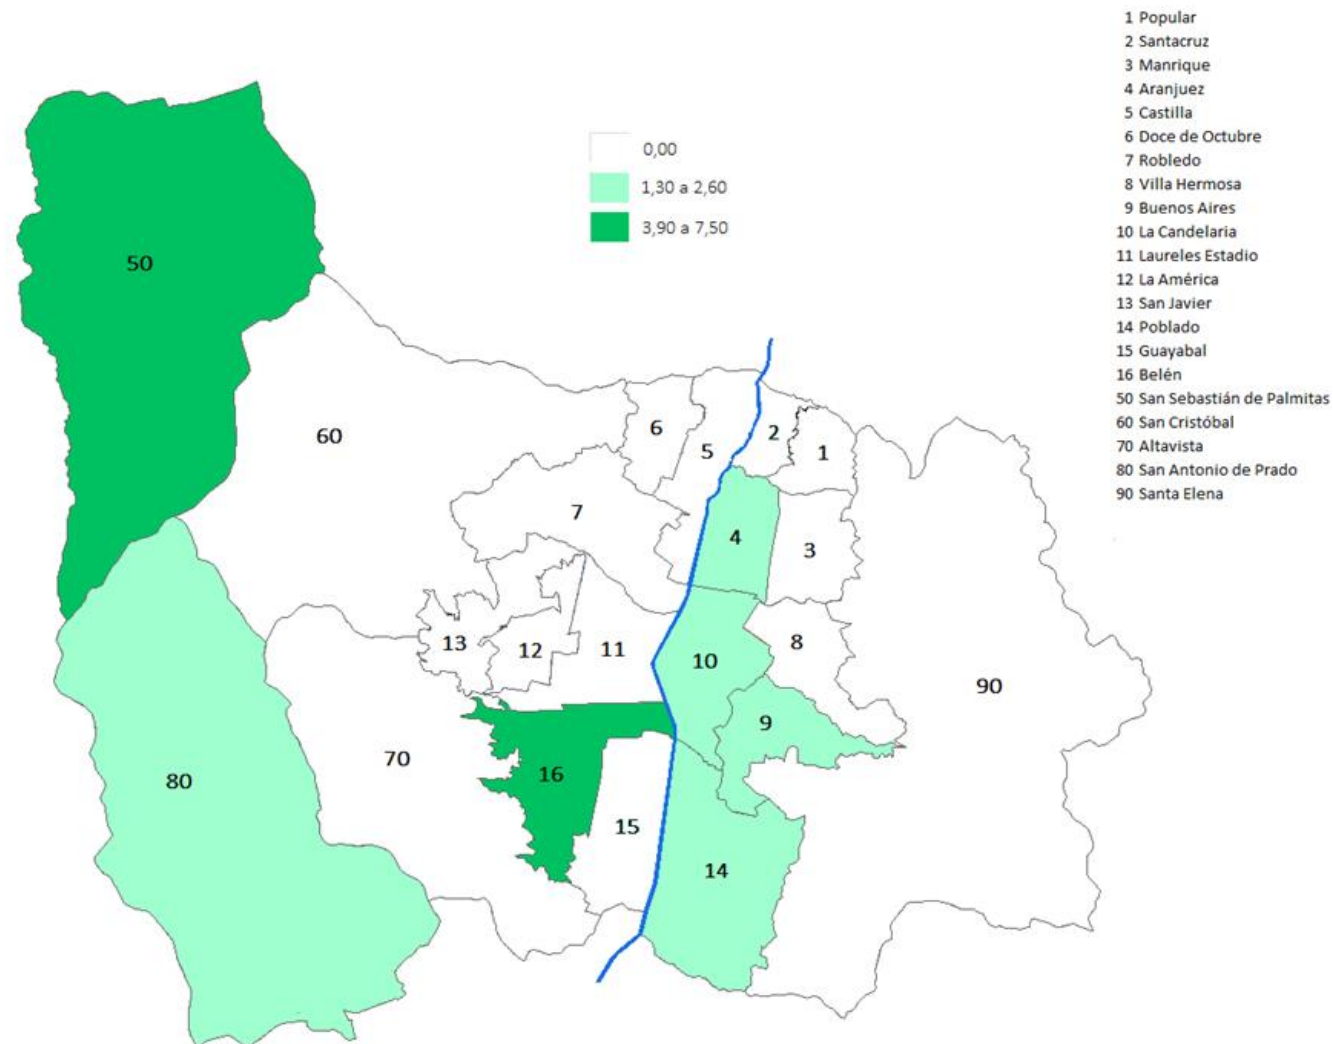 1 Popular
2 Santacruz
3 Manrique
4 Aranjuez
5 Castilla
6 Doce de Octubre
7 Robledo
8 Villa Hermosa
9 Buenos Aires
10 La Candelaria
11 Laureles Estadio
12 La América
13 San Javier
14 Poblado
15 Guayabal
16 Belén
50 San Sebastián de Palmitas
60 San Cristóbal
70 Altavista
80 San Antonio de Prado
90 Santa Elena
0,00
1,30 a 2,60
3,90 a 7,50
50
60
6
5
2
1
7
4
3
13
12
11
10
8
90
9
70
16
80
15
14